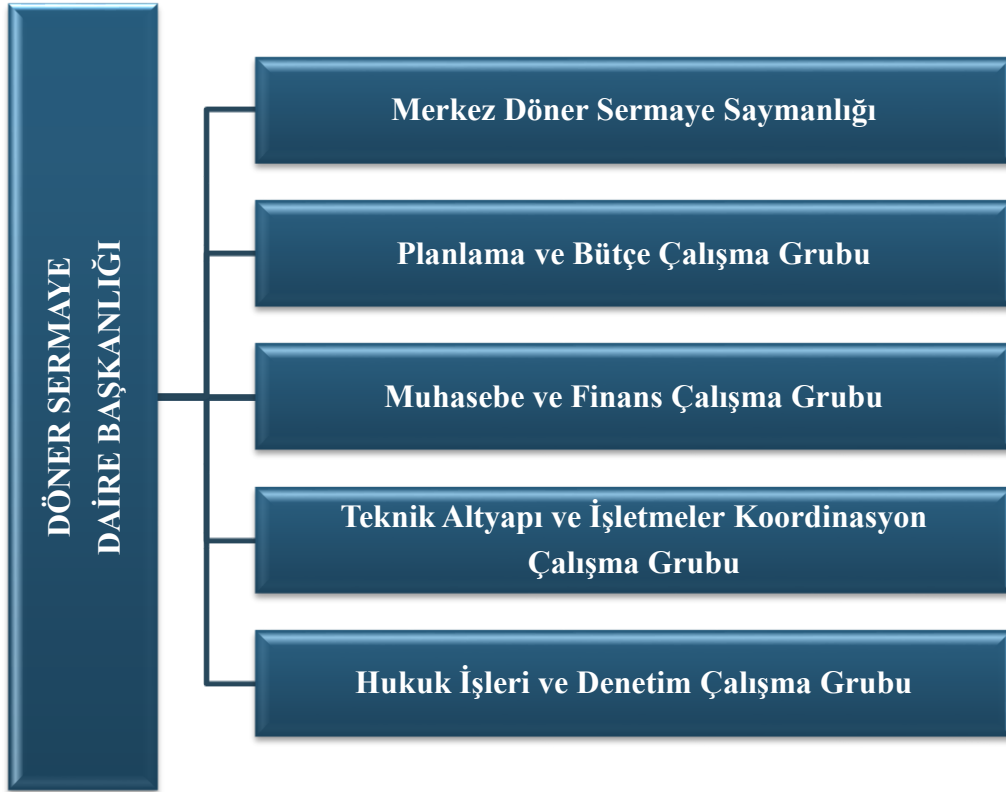 DÖNER SERMAYE
DAİRE BAŞKANLIĞI
Merkez Döner Sermaye Saymanlığı
Planlama ve Bütçe Çalışma Grubu
Muhasebe ve Finans Çalışma Grubu
Teknik Altyapı ve İşletmeler Koordinasyon
Çalışma Grubu
Hukuk İşleri ve Denetim Çalışma Grubu